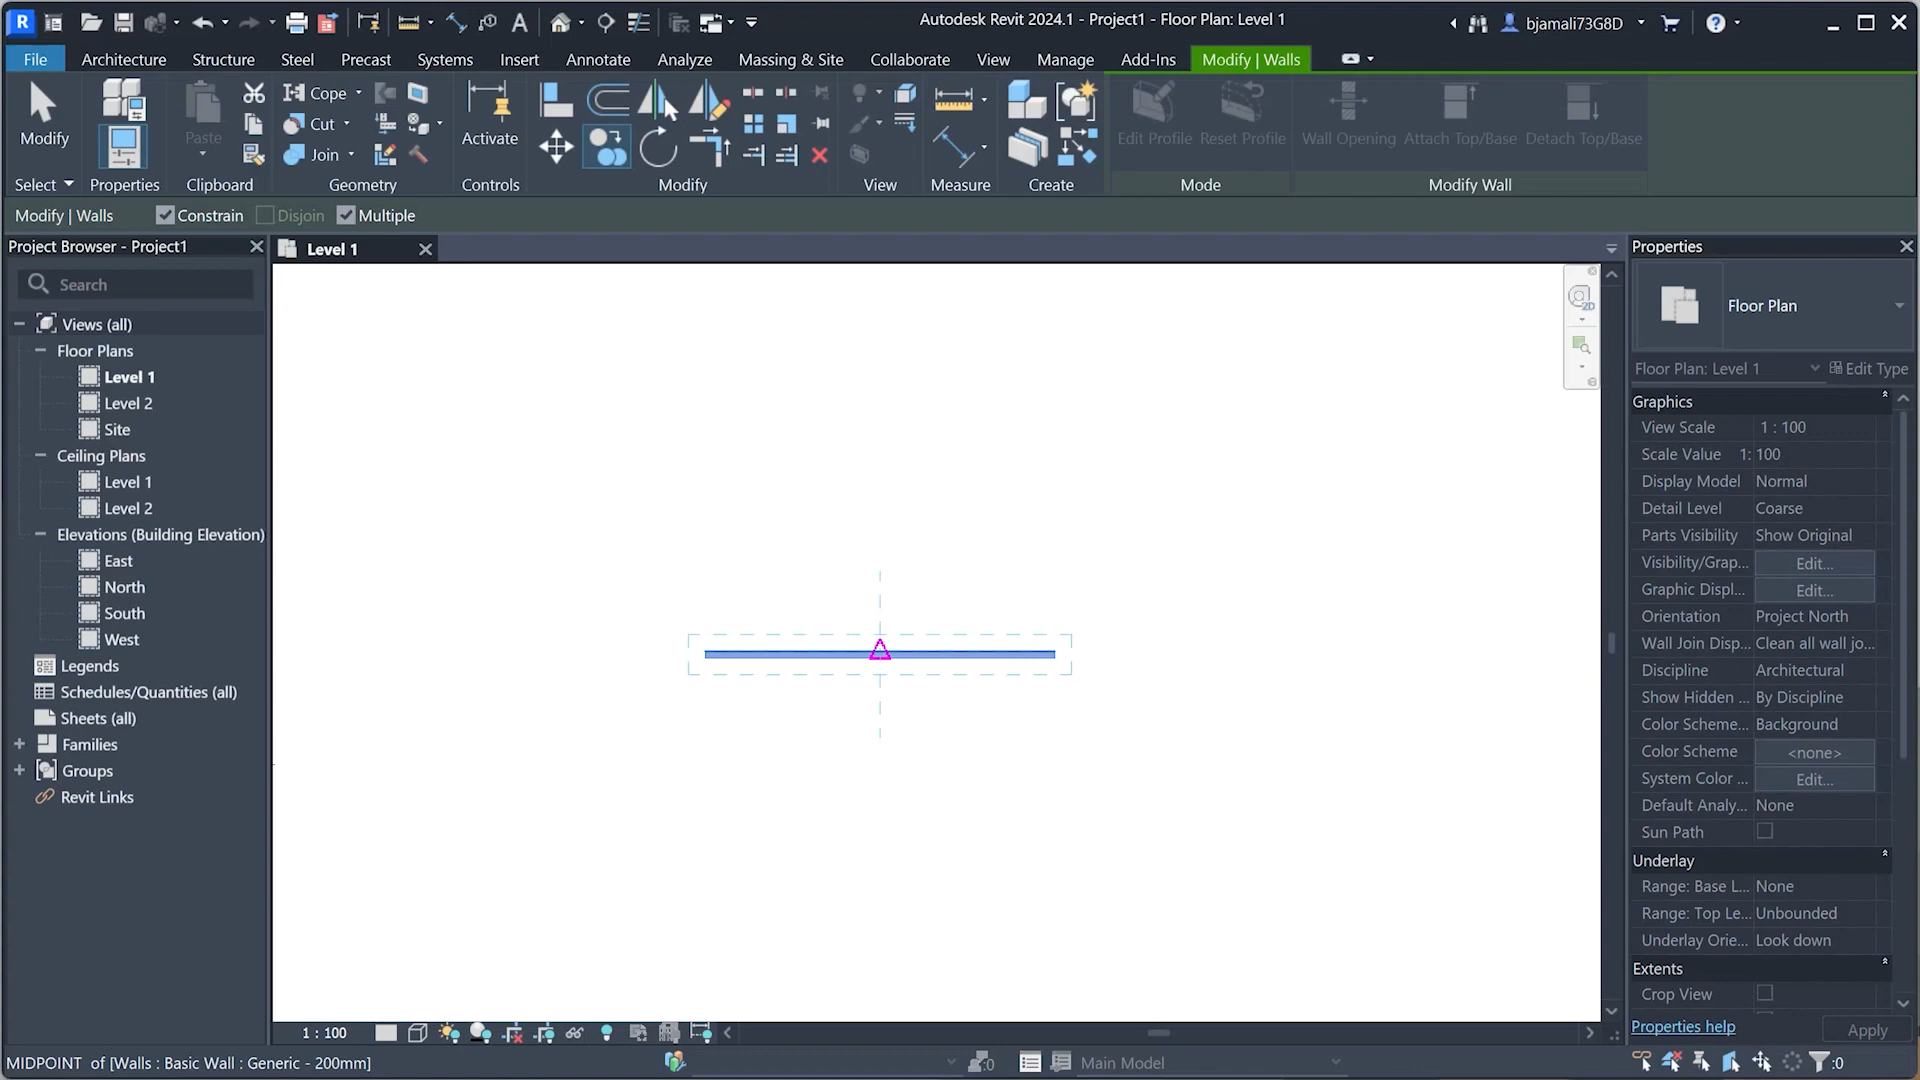 Autodesk Revit 2024.1 - Project1 - Floor Plan: Level 1
bjamali73G8D
File Architecture Structure Steel Precast Systems Insert Annotate Analyze Massing & Site Collaborate View Manage Add-Ins Modify | Walls
Modify
Paste
Cope
Cut
Join
Activate
Edit Profile Reset Profile Wall Opening Attach Top/Base Detach Top/Base
Select Properties Clipboard Geometry Controls Modify View Measure Create Mode Modify Wall
Modify | Walls Constrain Disjoin Multiple
Project Browser - Project1
Search
Views (all)
Floor Plans
Level 1
Level 2
Site
Ceiling Plans
Level 1
Level 2
Elevations (Building Elevation)
East
North
South
West
Legends
Schedules/Quantities (all)
Sheets (all)
Families
Groups
Revit Links
Level 1
2D
Properties
Floor Plan
Floor Plan: Level 1 Edit Type
Graphics
View Scale 1 : 100
Scale Value 1: 100
Display Model Normal
Detail Level Coarse
Parts Visibility Show Original
Visibility/Grap... Edit...
Graphic Displ... Edit...
Orientation Project North
Wall Join Disp... Clean all wall jo...
Discipline Architectural
Show Hidden ... By Discipline
Color Scheme... Background
Color Scheme <none>
System Color ... Edit...
Default Analy... None
Sun Path
Underlay
Range: Base L... None
Range: Top Le... Unbounded
Underlay Orie... Look down
Extents
Crop View
Properties help Apply
1 : 100
MIDPOINT of [Walls : Basic Wall : Generic - 200mm]
:0
Main Model
:0